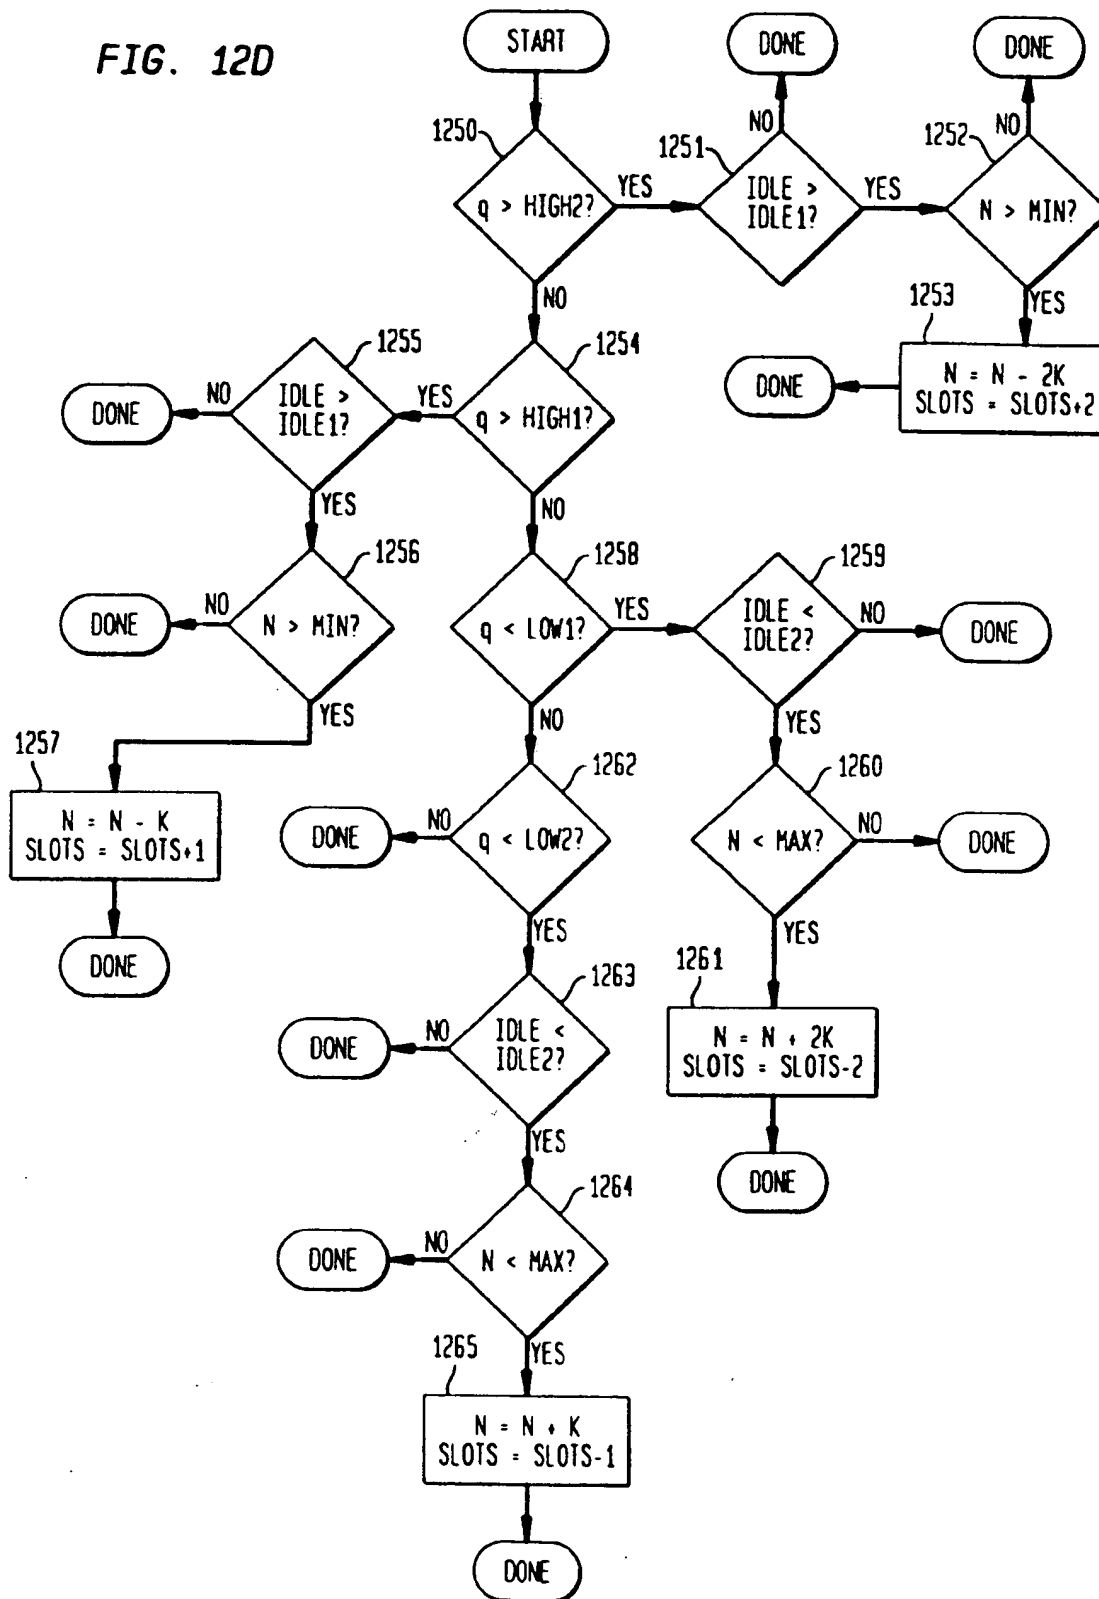 FIG. 12D
START
DONE
DONE
1250
q > HIGH2?
YES
NO
1251
IDLE >
IDLE1?
NO
YES
1252
N > MIN?
NO
YES
1253
N = N - 2K
SLOTS = SLOTS+2
DONE
1254
q > HIGH1?
YES
NO
1255
IDLE >
IDLE1?
NO
DONE
YES
1256
N > MIN?
NO
DONE
YES
1257
N = N - K
SLOTS = SLOTS+1
DONE
1258
q < LOW1?
YES
NO
1259
IDLE <
IDLE2?
NO
DONE
YES
1260
N < MAX?
NO
DONE
YES
1261
N = N + 2K
SLOTS = SLOTS-2
DONE
1262
q < LOW2?
NO
DONE
YES
1263
IDLE <
IDLE2?
NO
DONE
YES
1264
N < MAX?
NO
DONE
YES
1265
N = N + K
SLOTS = SLOTS-1
DONE